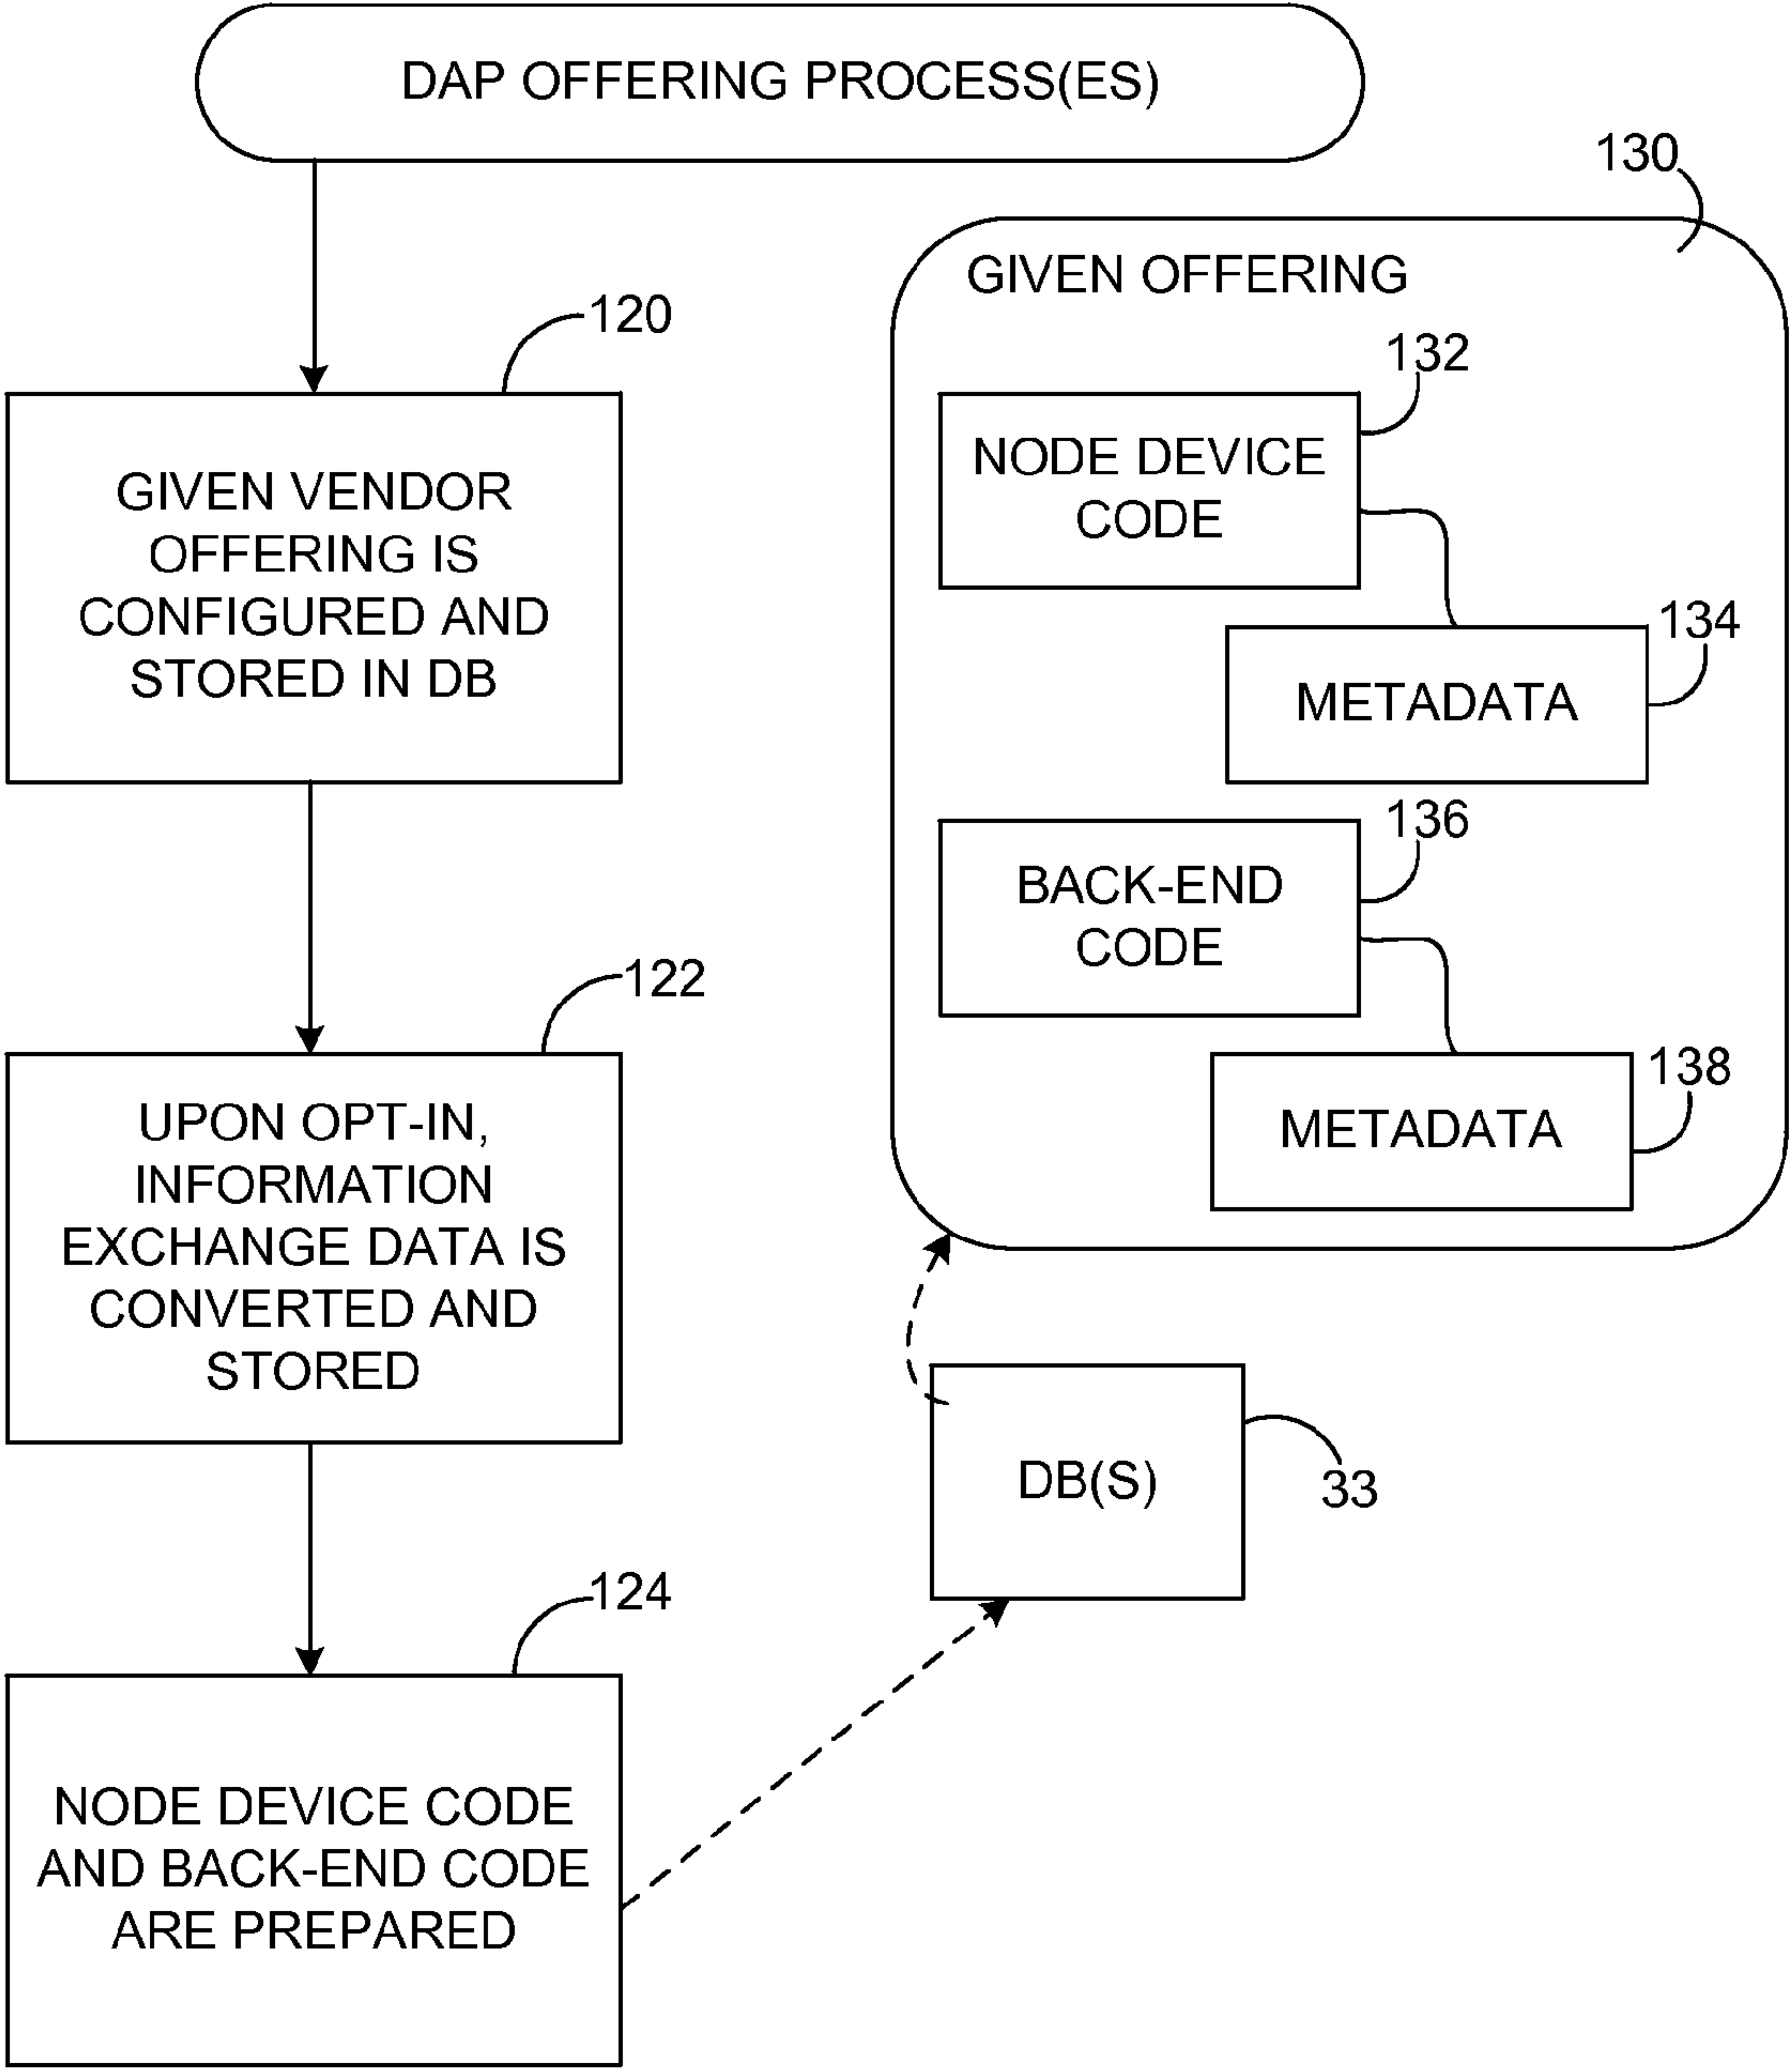 DAP OFFERING PROCESS(ES)
120
GIVEN VENDOR
OFFERING IS
CONFIGURED AND
STORED IN DB
122
UPON OPT-IN,
INFORMATION
EXCHANGE DATA IS
CONVERTED AND
STORED
124
NODE DEVICE CODE
AND BACK-END CODE
ARE PREPARED
130
GIVEN OFFERING
132
NODE DEVICE
CODE
134
METADATA
136
BACK-END
CODE
138
METADATA
DB(S)
33